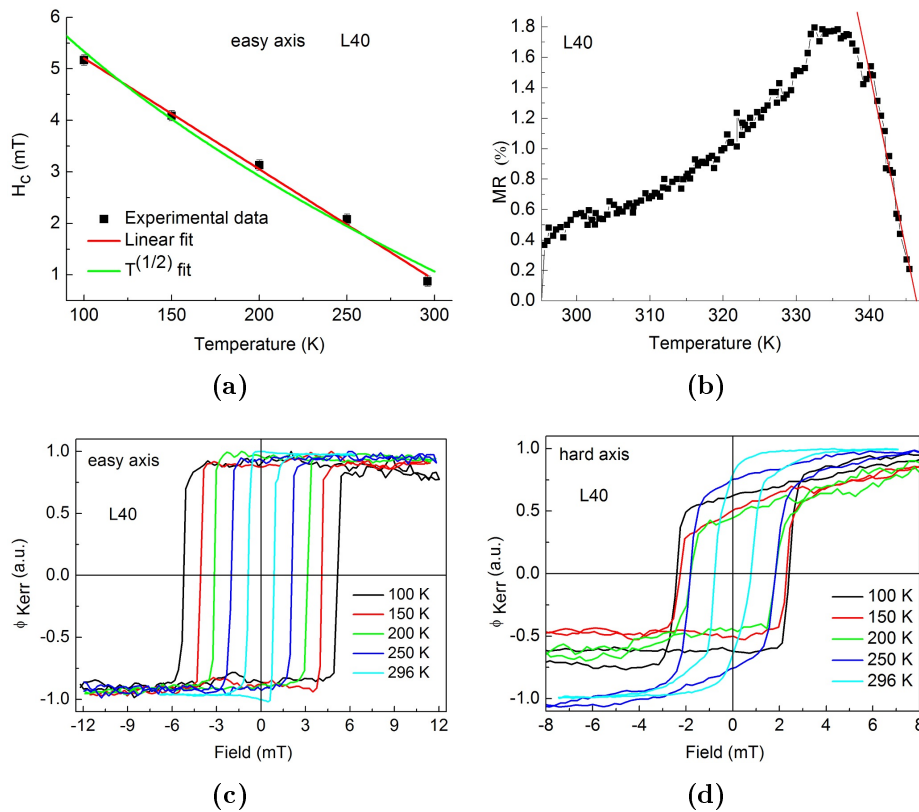 easy axis L40
6
5
4
3
2
1
H_C (mT)
Experimental data
Linear fit
T^(1/2) fit
100 150 200 250 300
Temperature (K)
(a)
L40
1.8
1.6
1.4
1.2
1.0
0.8
0.6
0.4
0.2
0.0
MR (%)
300 310 320 330 340
Temperature (K)
(b)
easy axis
L40
1.0
0.5
0.0
-0.5
-1.0
ϕ Kerr (a.u.)
100 K
150 K
200 K
250 K
296 K
-12 -9 -6 -3 0 3 6 9 12
Field (mT)
(c)
hard axis
L40
1.0
0.5
0.0
-0.5
-1.0
ϕ Kerr (a.u.)
100 K
150 K
200 K
250 K
296 K
-8 -6 -4 -2 0 2 4 6 8
Field (mT)
(d)